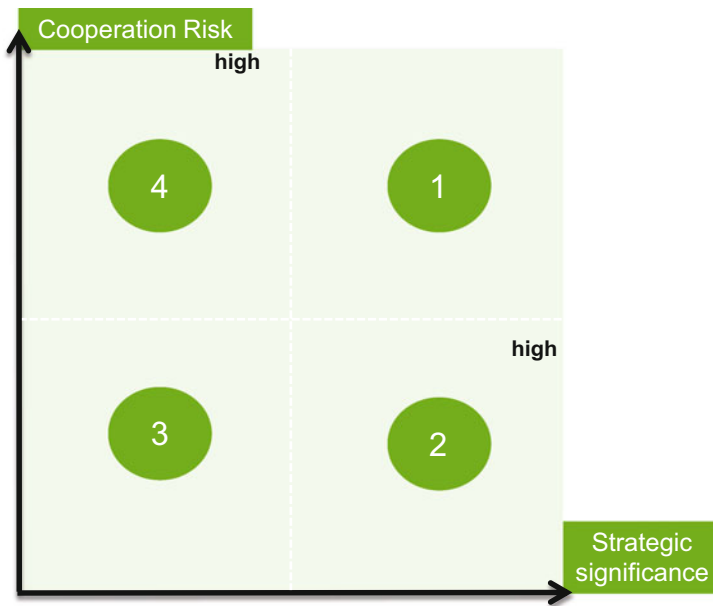 Cooperation Risk
high
4
1
high
3
2
Strategic
significance